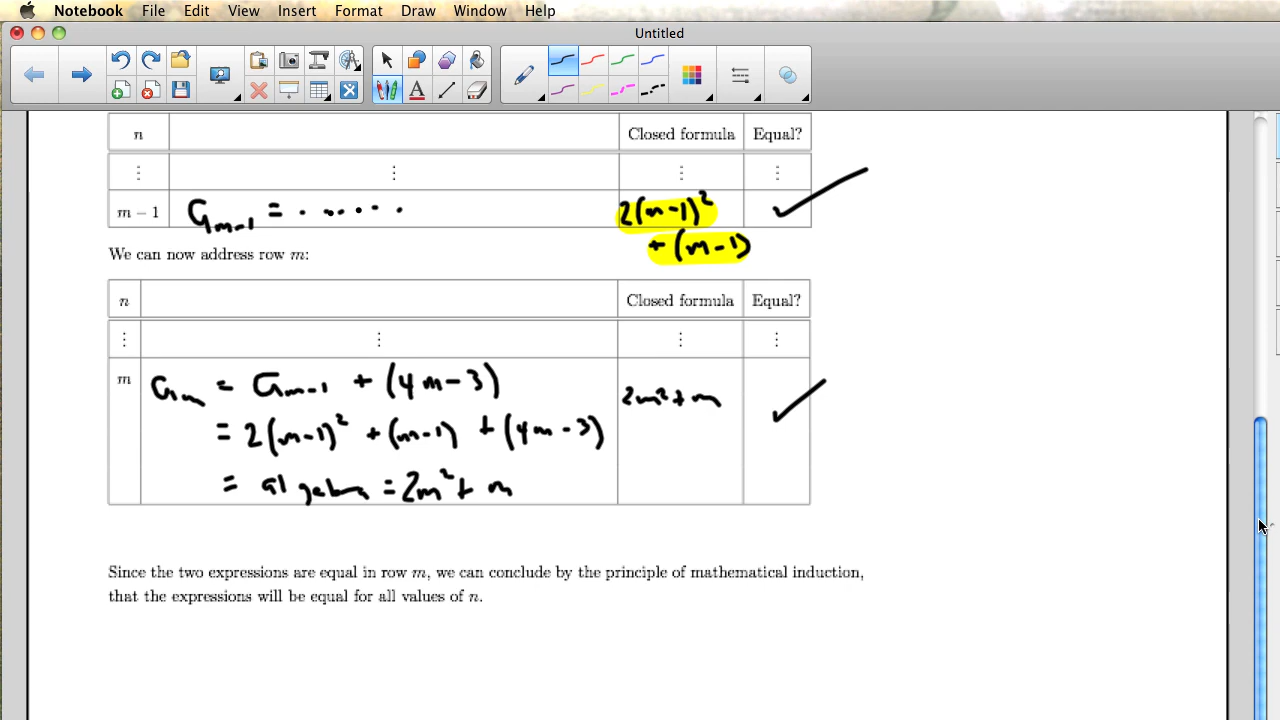 Notebook File Edit View Insert Format Draw Window Help
Untitled
n Closed formula Equal?
⋮ ⋮ ⋮ ⋮
m − 1 a_{m-1} = . . . . . . 2(m-1)²
+ (m-1)
We can now address row m:
n Closed formula Equal?
⋮ ⋮ ⋮ ⋮
m a_m = a_{m-1} + (4m-3) 2m²+m
= 2(m-1)² + (m-1) + (4m-3)
= algebra = 2m²+ m
Since the two expressions are equal in row m, we can conclude by the principle of mathematical induction,
that the expressions will be equal for all values of n.